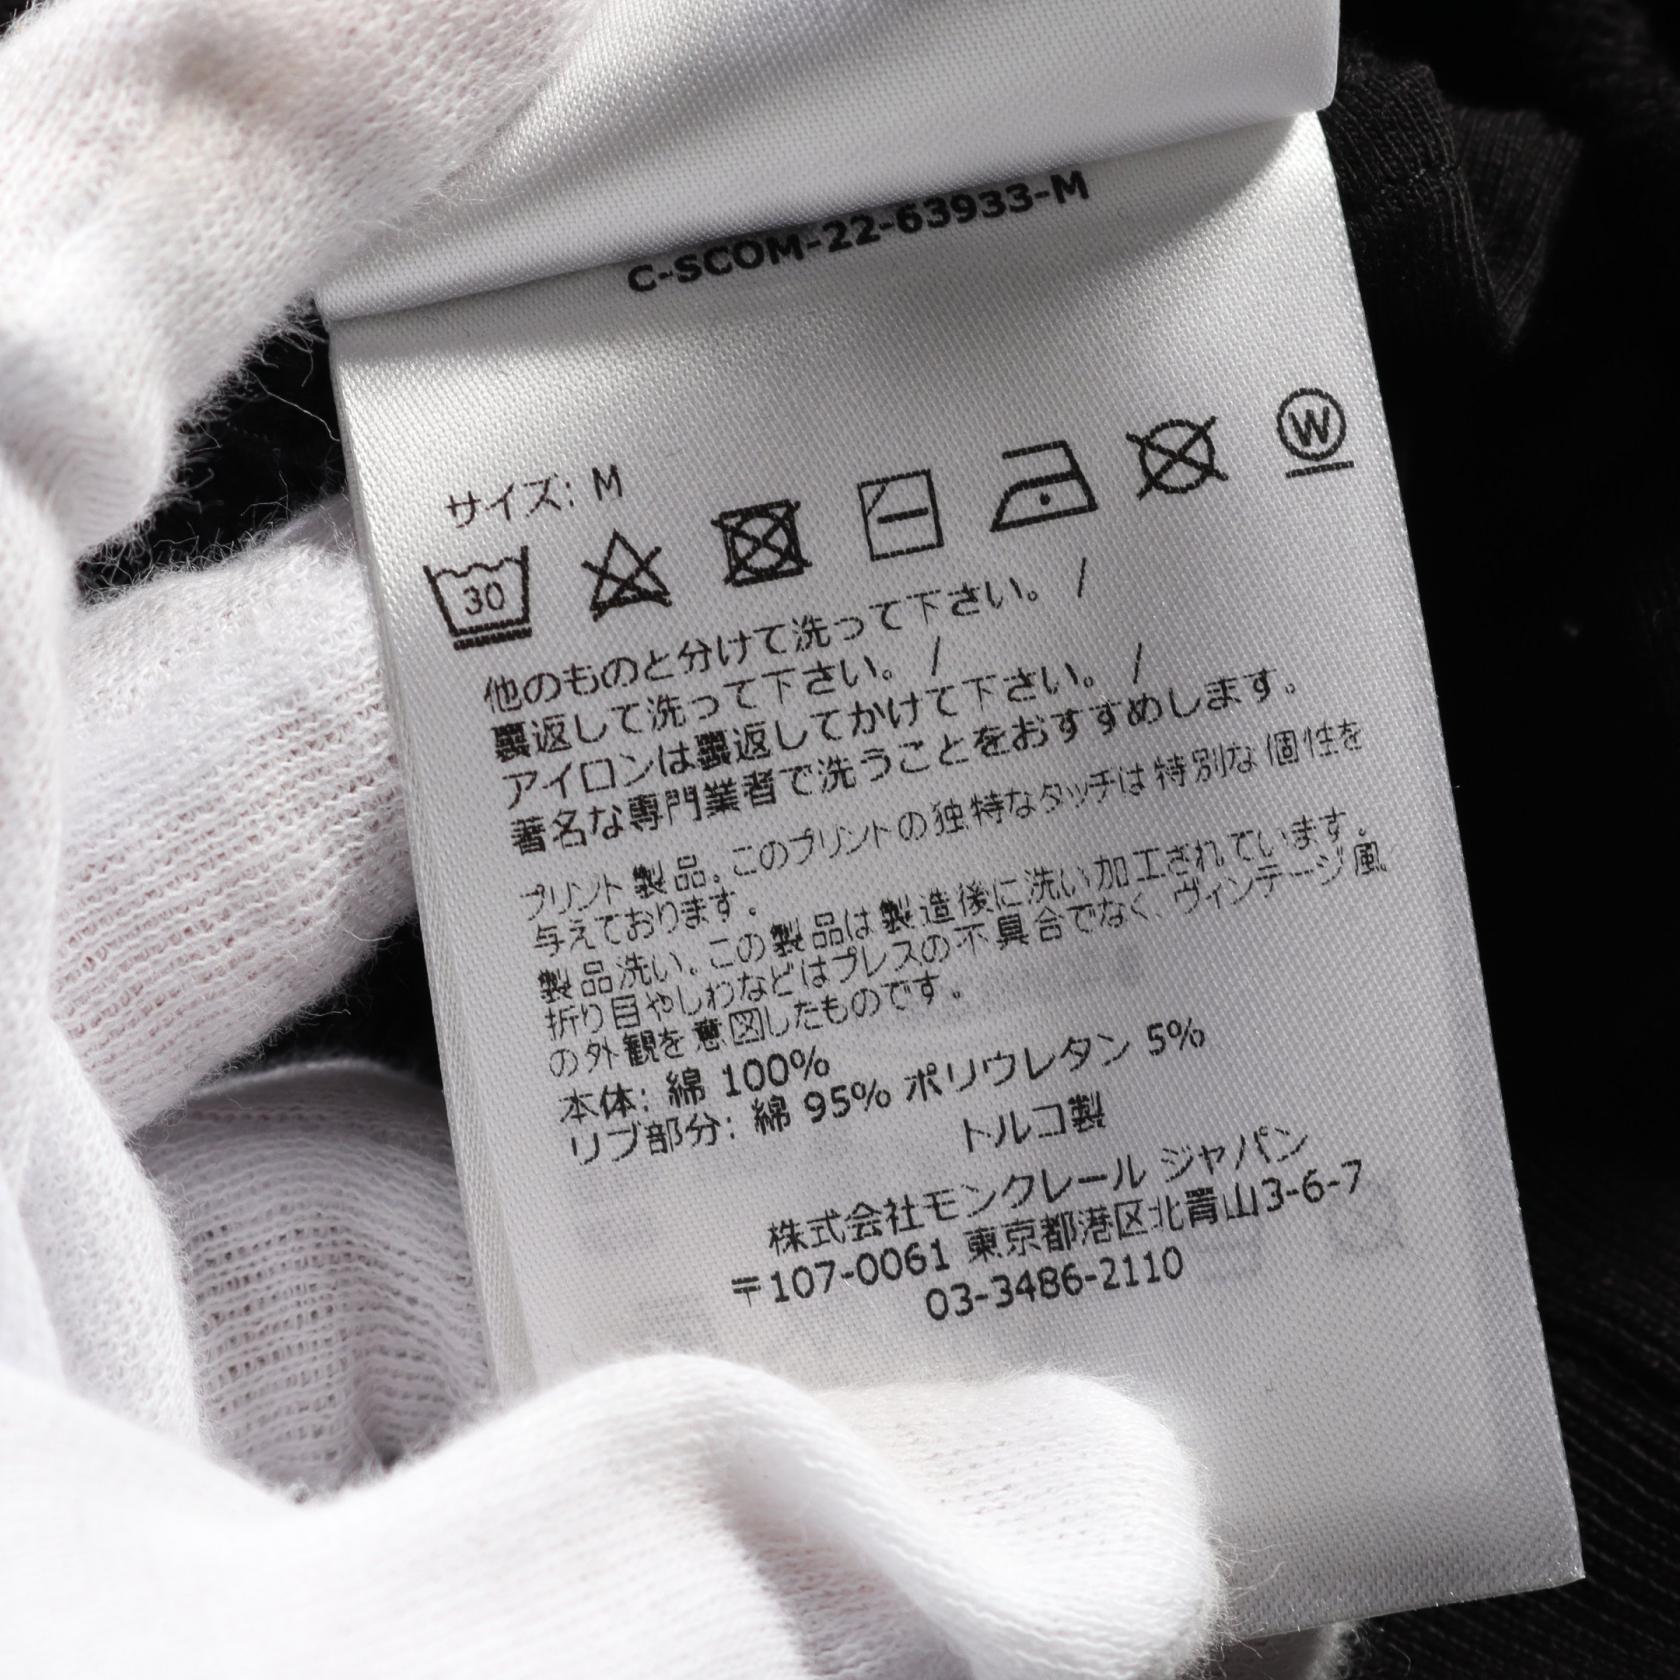 C-SCOM-22-63933-M
サイズ: M
30
W
他のものと分けて洗って下さい。 /
裏返して洗って下さい。 /
アイロンは裏返してかけて下さい。 /
著名な専門業者で洗うことをおすすめします。
プリント製品。このプリントの独特なタッチは特別な個性を
与えております。
製品洗い。この製品は製造後に洗い加工されています。
折り目やしわなどはプレスの不具合でなく、ヴィンテージ風
の外観を意図したものです。
本体: 綿 100%
リブ部分: 綿 95% ポリウレタン 5%
トルコ製
株式会社モンクレール ジャパン
〒107-0061 東京都港区北青山3-6-7
03-3486-2110